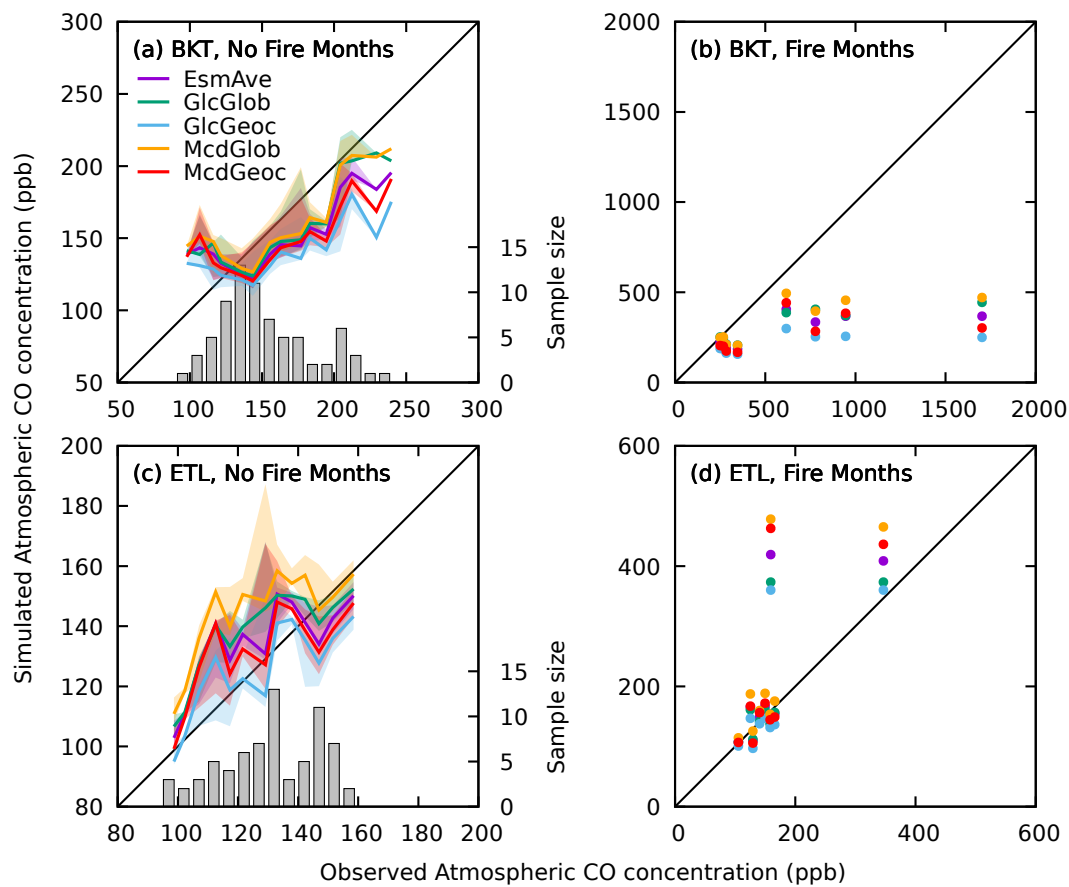 300
250
200
150
100
50
(a) BKT, No Fire Months
EsmAve
GlcGlob
GlcGeoc
McdGlob
McdGeoc
15
10
5
0
Sample size
50 100 150 200 250 300
2000
1500
1000
500
0
(b) BKT, Fire Months
0 500 1000 1500 2000
Simulated Atmospheric CO concentration (ppb)
200
180
160
140
120
100
80
(c) ETL, No Fire Months
15
10
5
0
Sample size
80 100 120 140 160 180 200
600
400
200
0
(d) ETL, Fire Months
0 200 400 600
Observed Atmospheric CO concentration (ppb)